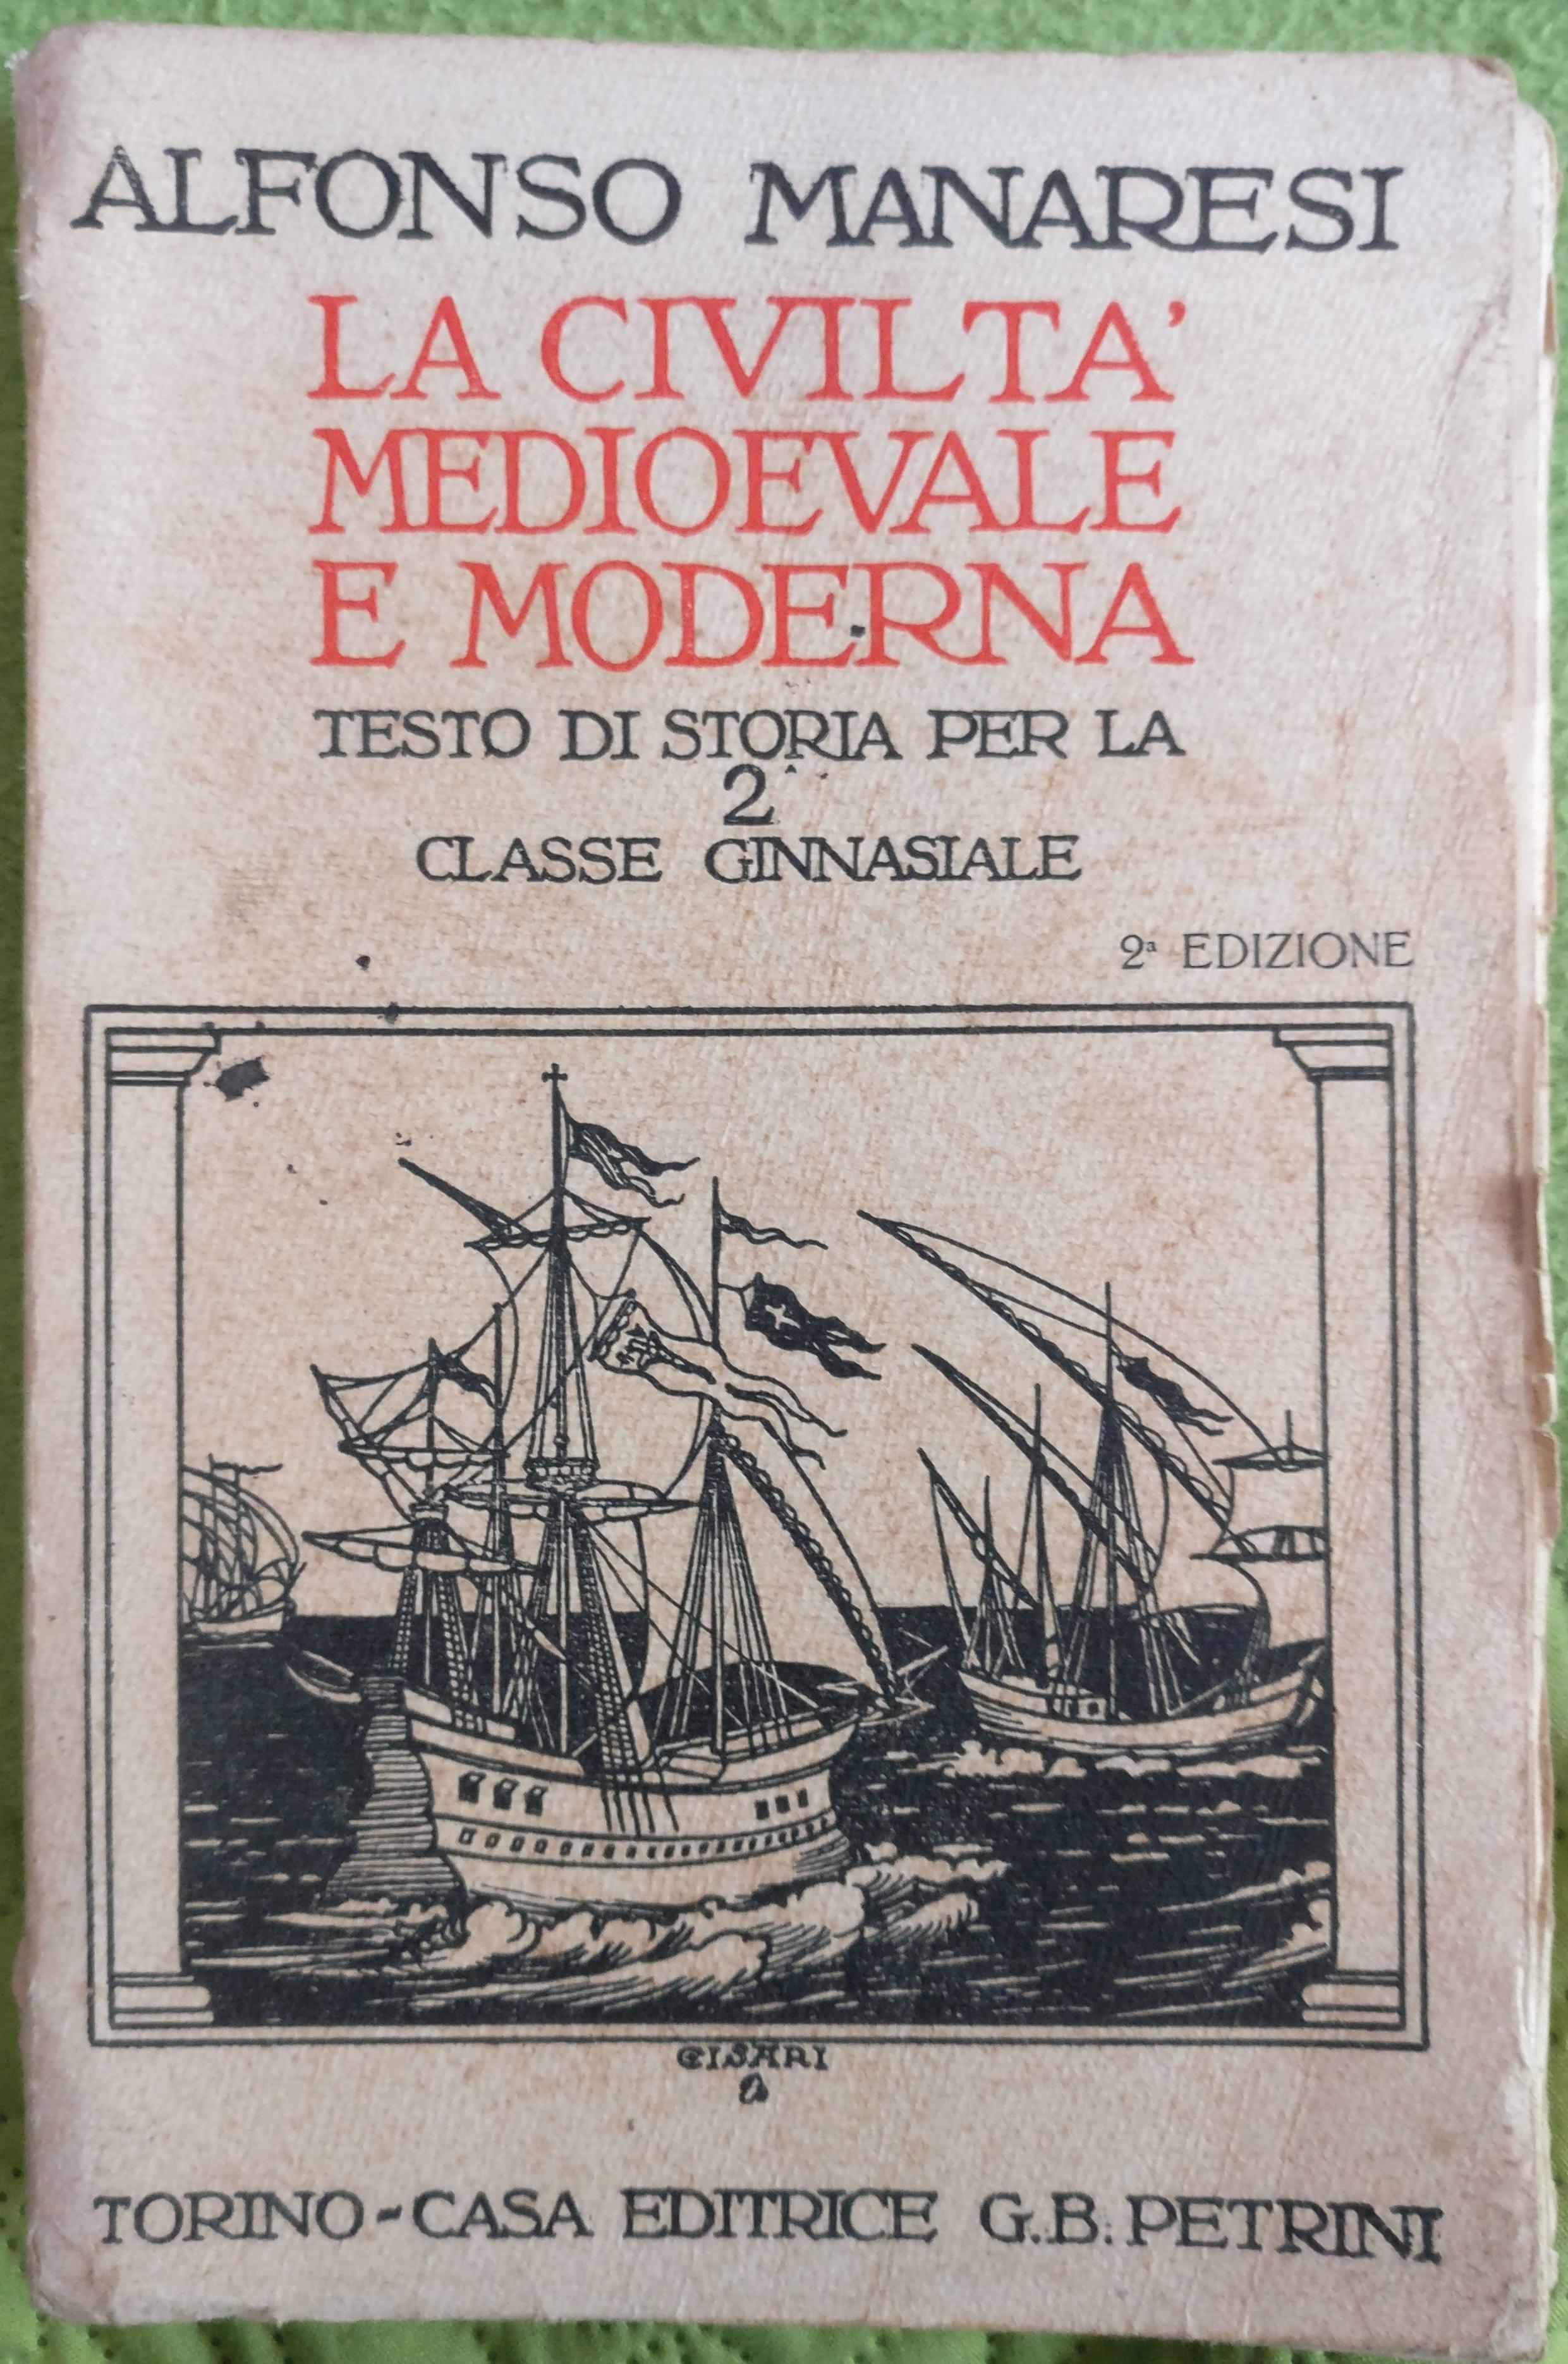 ALFONSO MANARESI
LA CIVILTA'
MEDIOEVALE
E MODERNA
TESTO DI STORIA PER LA
2
CLASSE GINNASIALE
2ª EDIZIONE
CISARI
TORINO-CASA EDITRICE G.B. PETRINI